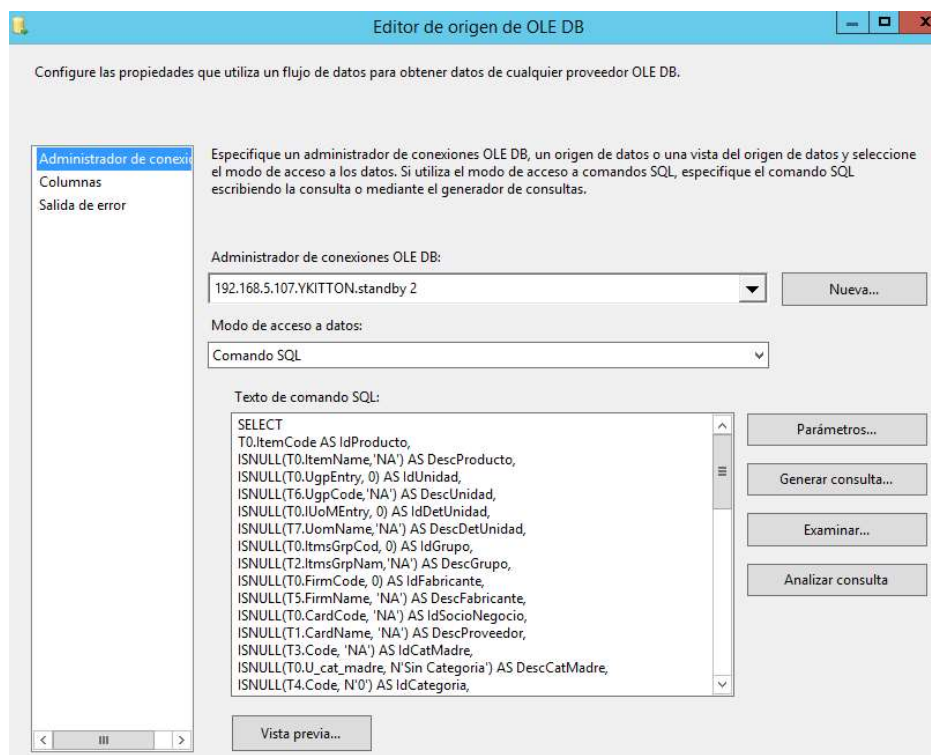 Editor de origen de OLE DB
Configure las propiedades que utiliza un flujo de datos para obtener datos de cualquier proveedor OLE DB.
Administrador de conexi
Columnas
Salida de error
Especifique un administrador de conexiones OLE DB, un origen de datos o una vista del origen de datos y seleccione
el modo de acceso a los datos. Si utiliza el modo de acceso a comandos SQL, especifique el comando SQL
escribiendo la consulta o mediante el generador de consultas.
Administrador de conexiones OLE DB:
192.168.5.107.YKITTON.standby 2
Nueva...
Modo de acceso a datos:
Comando SQL
Texto de comando SQL:
SELECT
T0.ItemCode AS IdProducto,
ISNULL(T0.ItemName,'NA') AS DescProducto,
ISNULL(T0.UgpEntry, 0) AS IdUnidad,
ISNULL(T6.UgpCode,'NA') AS DescUnidad,
ISNULL(T0.IUoMEntry, 0) AS IdDetUnidad,
ISNULL(T7.UomName,'NA') AS DescDetUnidad,
ISNULL(T0.ItmsGrpCod, 0) AS IdGrupo,
ISNULL(T2.ItmsGrpNam,'NA') AS DescGrupo,
ISNULL(T0.FirmCode, 0) AS IdFabricante,
ISNULL(T5.FirmName, 'NA') AS DescFabricante,
ISNULL(T0.CardCode, 'NA') AS IdSocioNegocio,
ISNULL(T1.CardName, 'NA') AS DescProveedor,
ISNULL(T3.Code, 'NA') AS IdCatMadre,
ISNULL(T0.U_cat_madre, N'Sin Categoria') AS DescCatMadre,
ISNULL(T4.Code, N'0') AS IdCategoria,
Parámetros...
Generar consulta...
Examinar...
Analizar consulta
Vista previa...